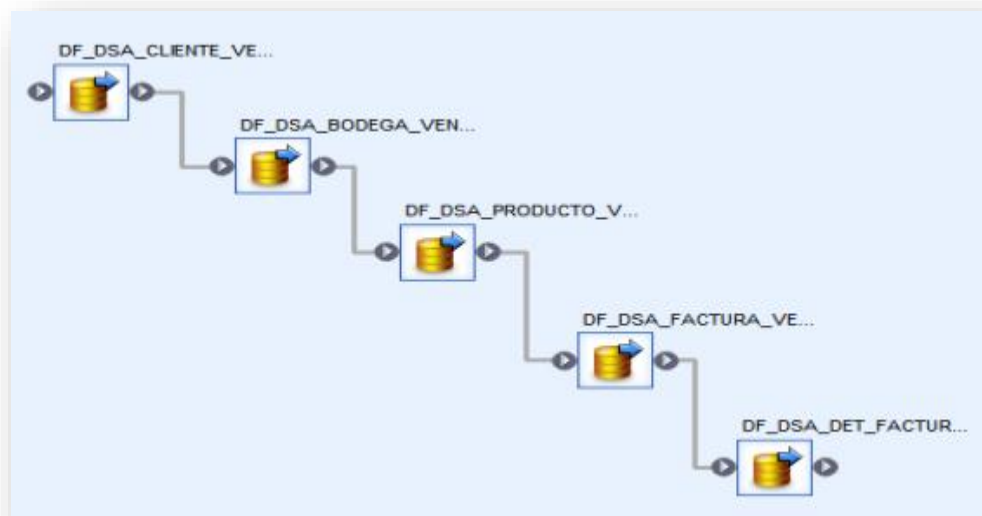 DF_DSA_CLIENTE_VE...
DF_DSA_BODEGA_VEN...
DF_DSA_PRODUCTO_V...
DF_DSA_FACTURA_VE...
DF_DSA_DET_FACTUR...